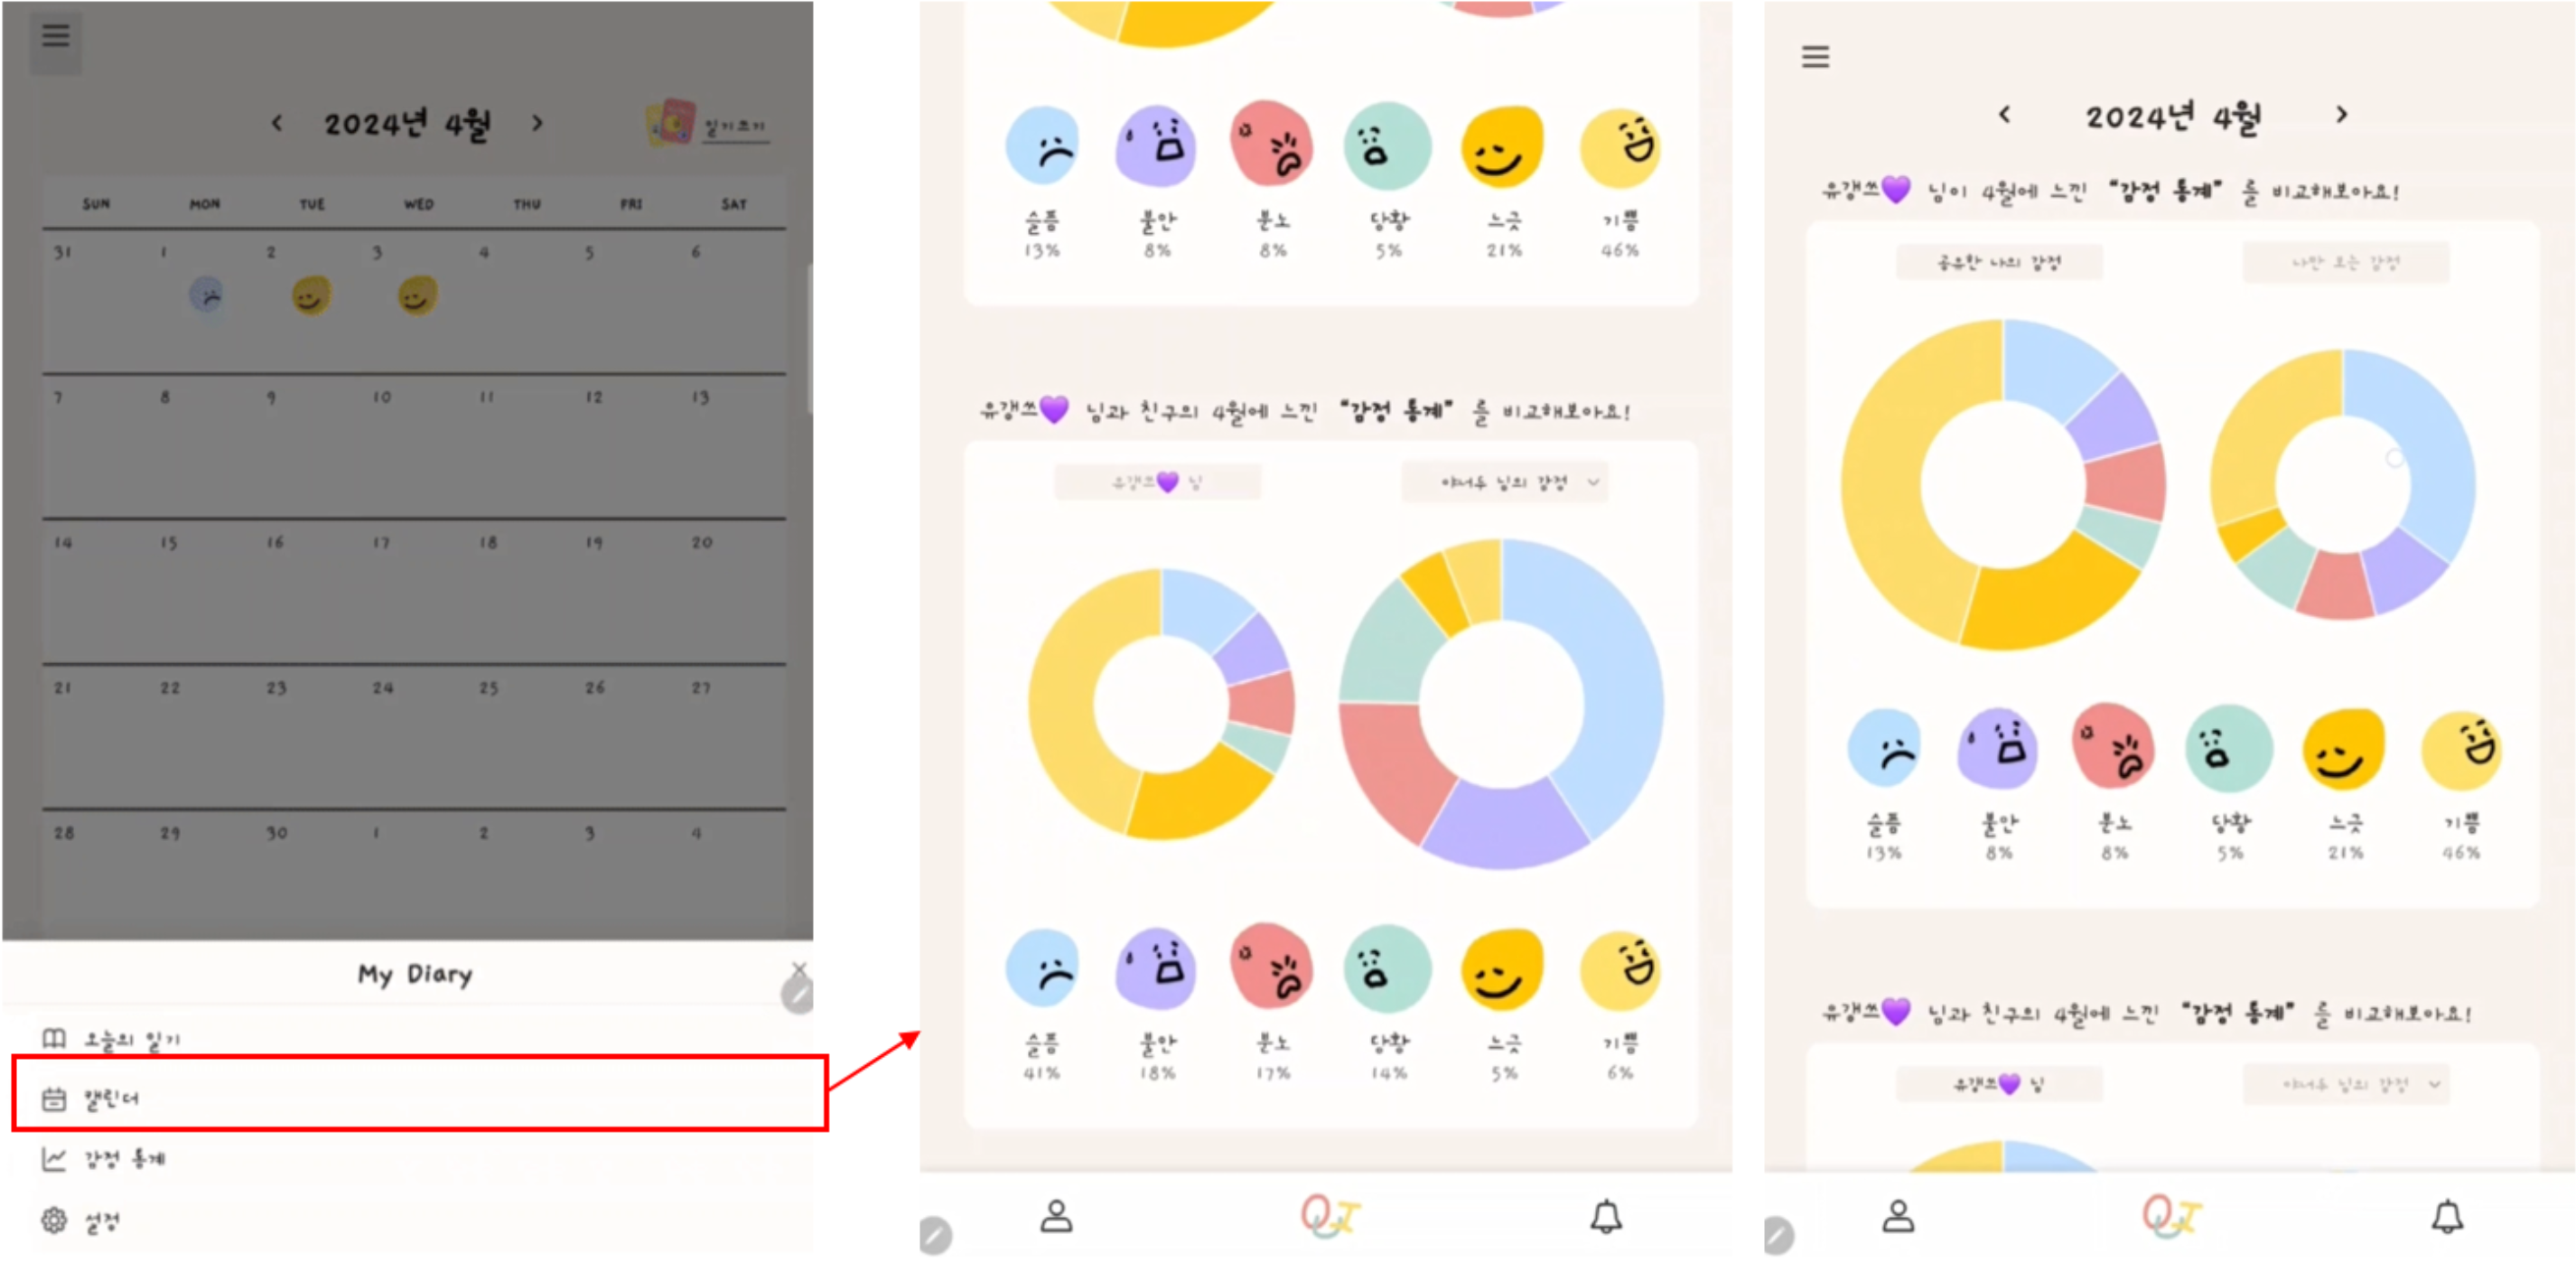 2024년 4월
일기쓰기
SUN MON TUE WED THU FRI SAT
31 1 2 3 4 5 6
7 8 9 10 11 12 13
14 15 16 17 18 19 20
21 22 23 24 25 26 27
28 29 30 1 2 3 4
My Diary
오늘의 일기
캘린더
감정 통계
설정
슬픔 불안 분노 당황 느긋 기쁨
13% 8% 8% 5% 21% 46%
유갱쓰💜 님과 친구의 4월에 느낀 "감정 통계" 를 비교해보아요!
유갱쓰💜 님
야너두 님의 감정
슬픔 불안 분노 당황 느긋 기쁨
41% 18% 17% 14% 5% 6%
QI
2024년 4월
유갱쓰💜 님이 4월에 느낀 "감정 통계" 를 비교해보아요!
공유한 나의 감정
나만 보는 감정
슬픔 불안 분노 당황 느긋 기쁨
13% 8% 8% 5% 21% 46%
유갱쓰💜 님과 친구의 4월에 느낀 "감정 통계" 를 비교해보아요!
유갱쓰💜 님
야너두 님의 감정
QI